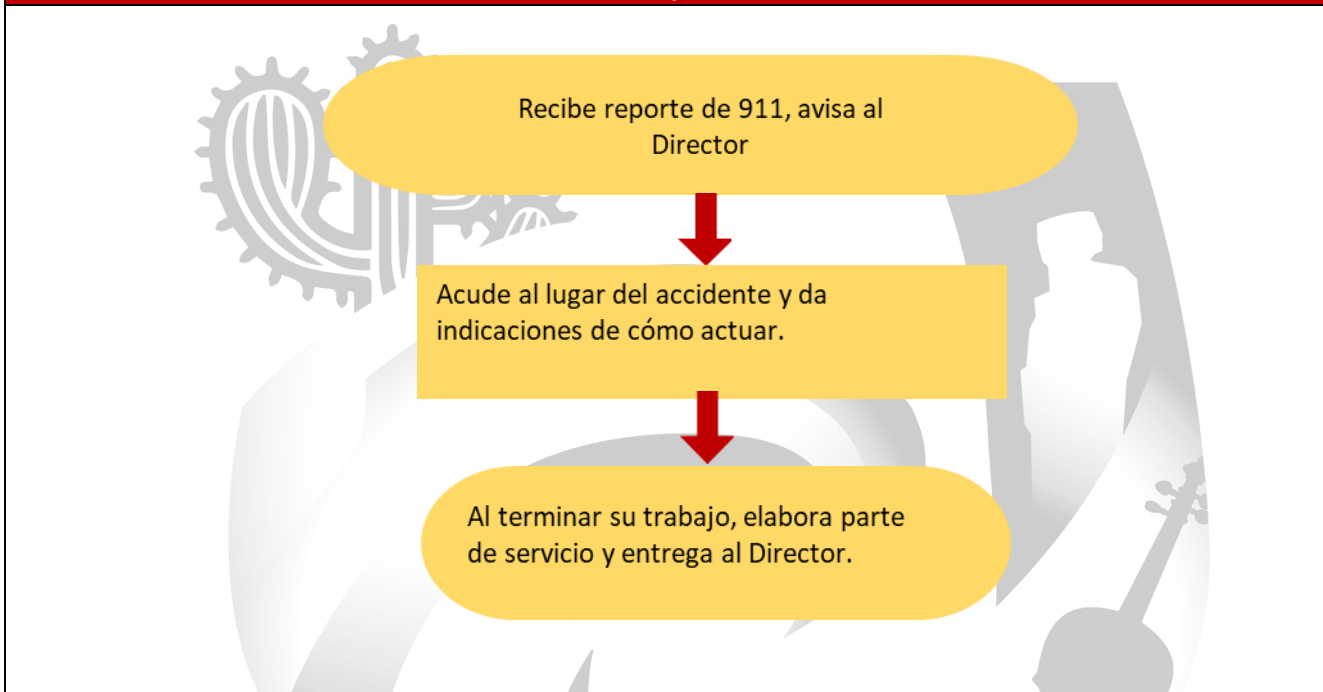 Recibe reporte de 911, avisa al
Director
Acude al lugar del accidente y da
indicaciones de cómo actuar.
Al terminar su trabajo, elabora parte
de servicio y entrega al Director.